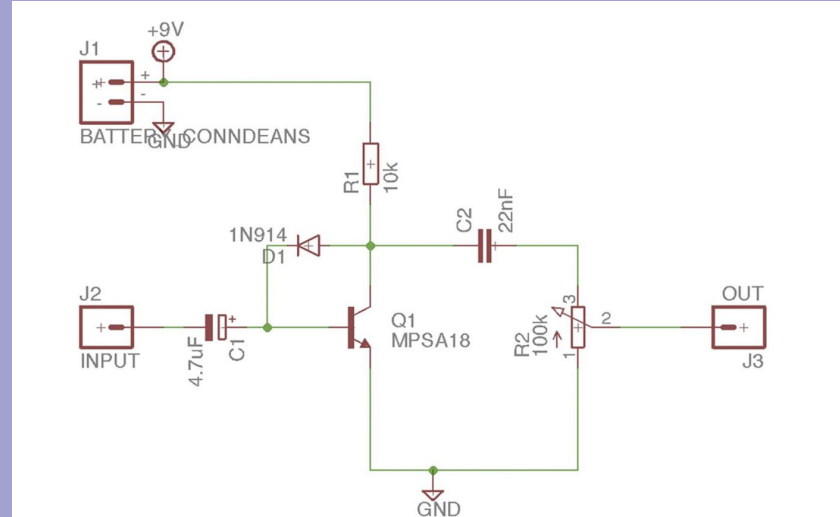 +9V
J1
+
-
BATTERY CONNDEANS
GND
R1
10k
C2
22nF
1N914
D1
J2
INPUT
4.7uF
+
C1
Q1
MPSA18
R2
100k
3
2
1
OUT
J3
GND